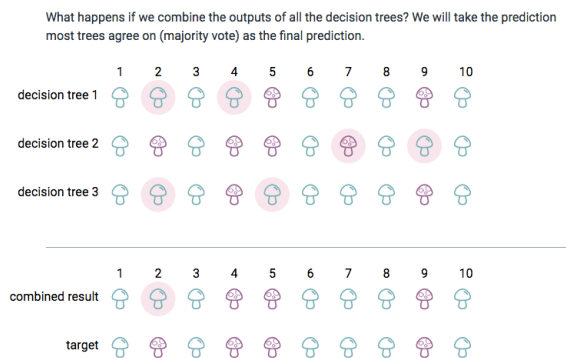 What happens if we combine the outputs of all the decision trees? We will take the prediction
most trees agree on (majority vote) as the final prediction.
1 2 3 4 5 6 7 8 9 10
decision tree 1
decision tree 2
decision tree 3
1 2 3 4 5 6 7 8 9 10
combined result
target